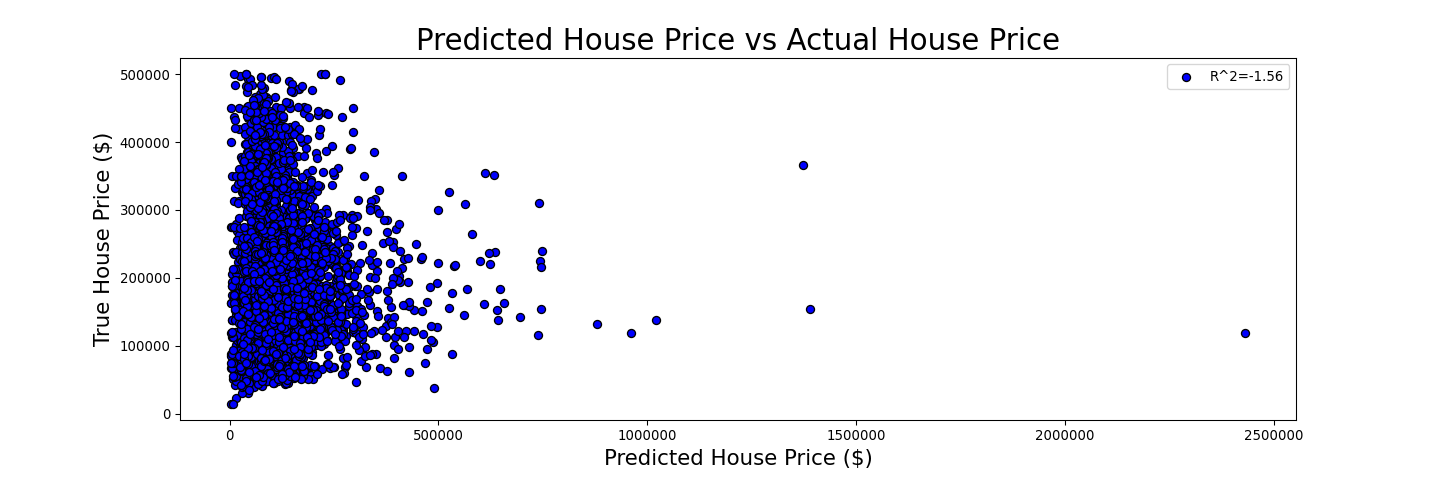 Predicted House Price vs Actual House Price
R^2=-1.56
True House Price ($)
500000
400000
300000
200000
100000
0
0 500000 1000000 1500000 2000000 2500000
Predicted House Price ($)